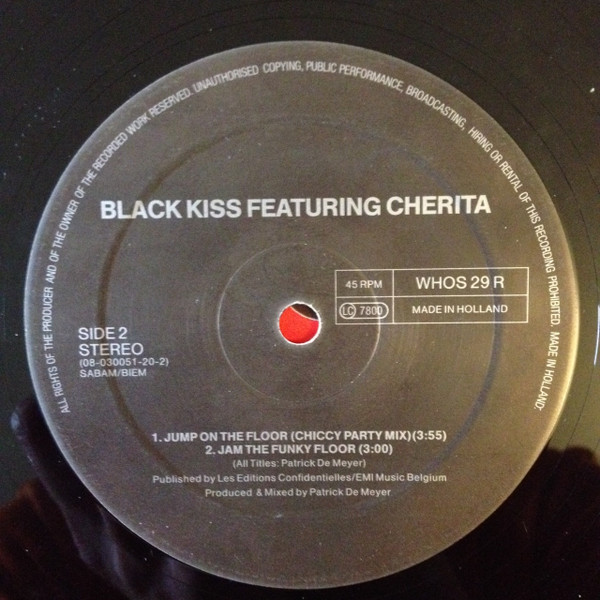 ALL RIGHTS OF THE PRODUCER AND OF THE OWNER OF THE RECORDED WORK RESERVED. UNAUTHORISED COPYING, PUBLIC PERFORMANCE, BROADCASTING, HIRING OR RENTAL OF THIS RECORDING PROHIBITED. MADE IN HOLLAND.
BLACK KISS FEATURING CHERITA
45 RPM WHOS 29 R
LC 7800 MADE IN HOLLAND
SIDE 2
STEREO
(08-030051-20-2)
SABAM/BIEM
1. JUMP ON THE FLOOR (CHICCY PARTY MIX)(3:55)
2. JAM THE FUNKY FLOOR (3:00)
(All Titles: Patrick De Meyer)
Published by Les Editions Confidentielles/EMI Music Belgium
Produced & Mixed by Patrick De Meyer